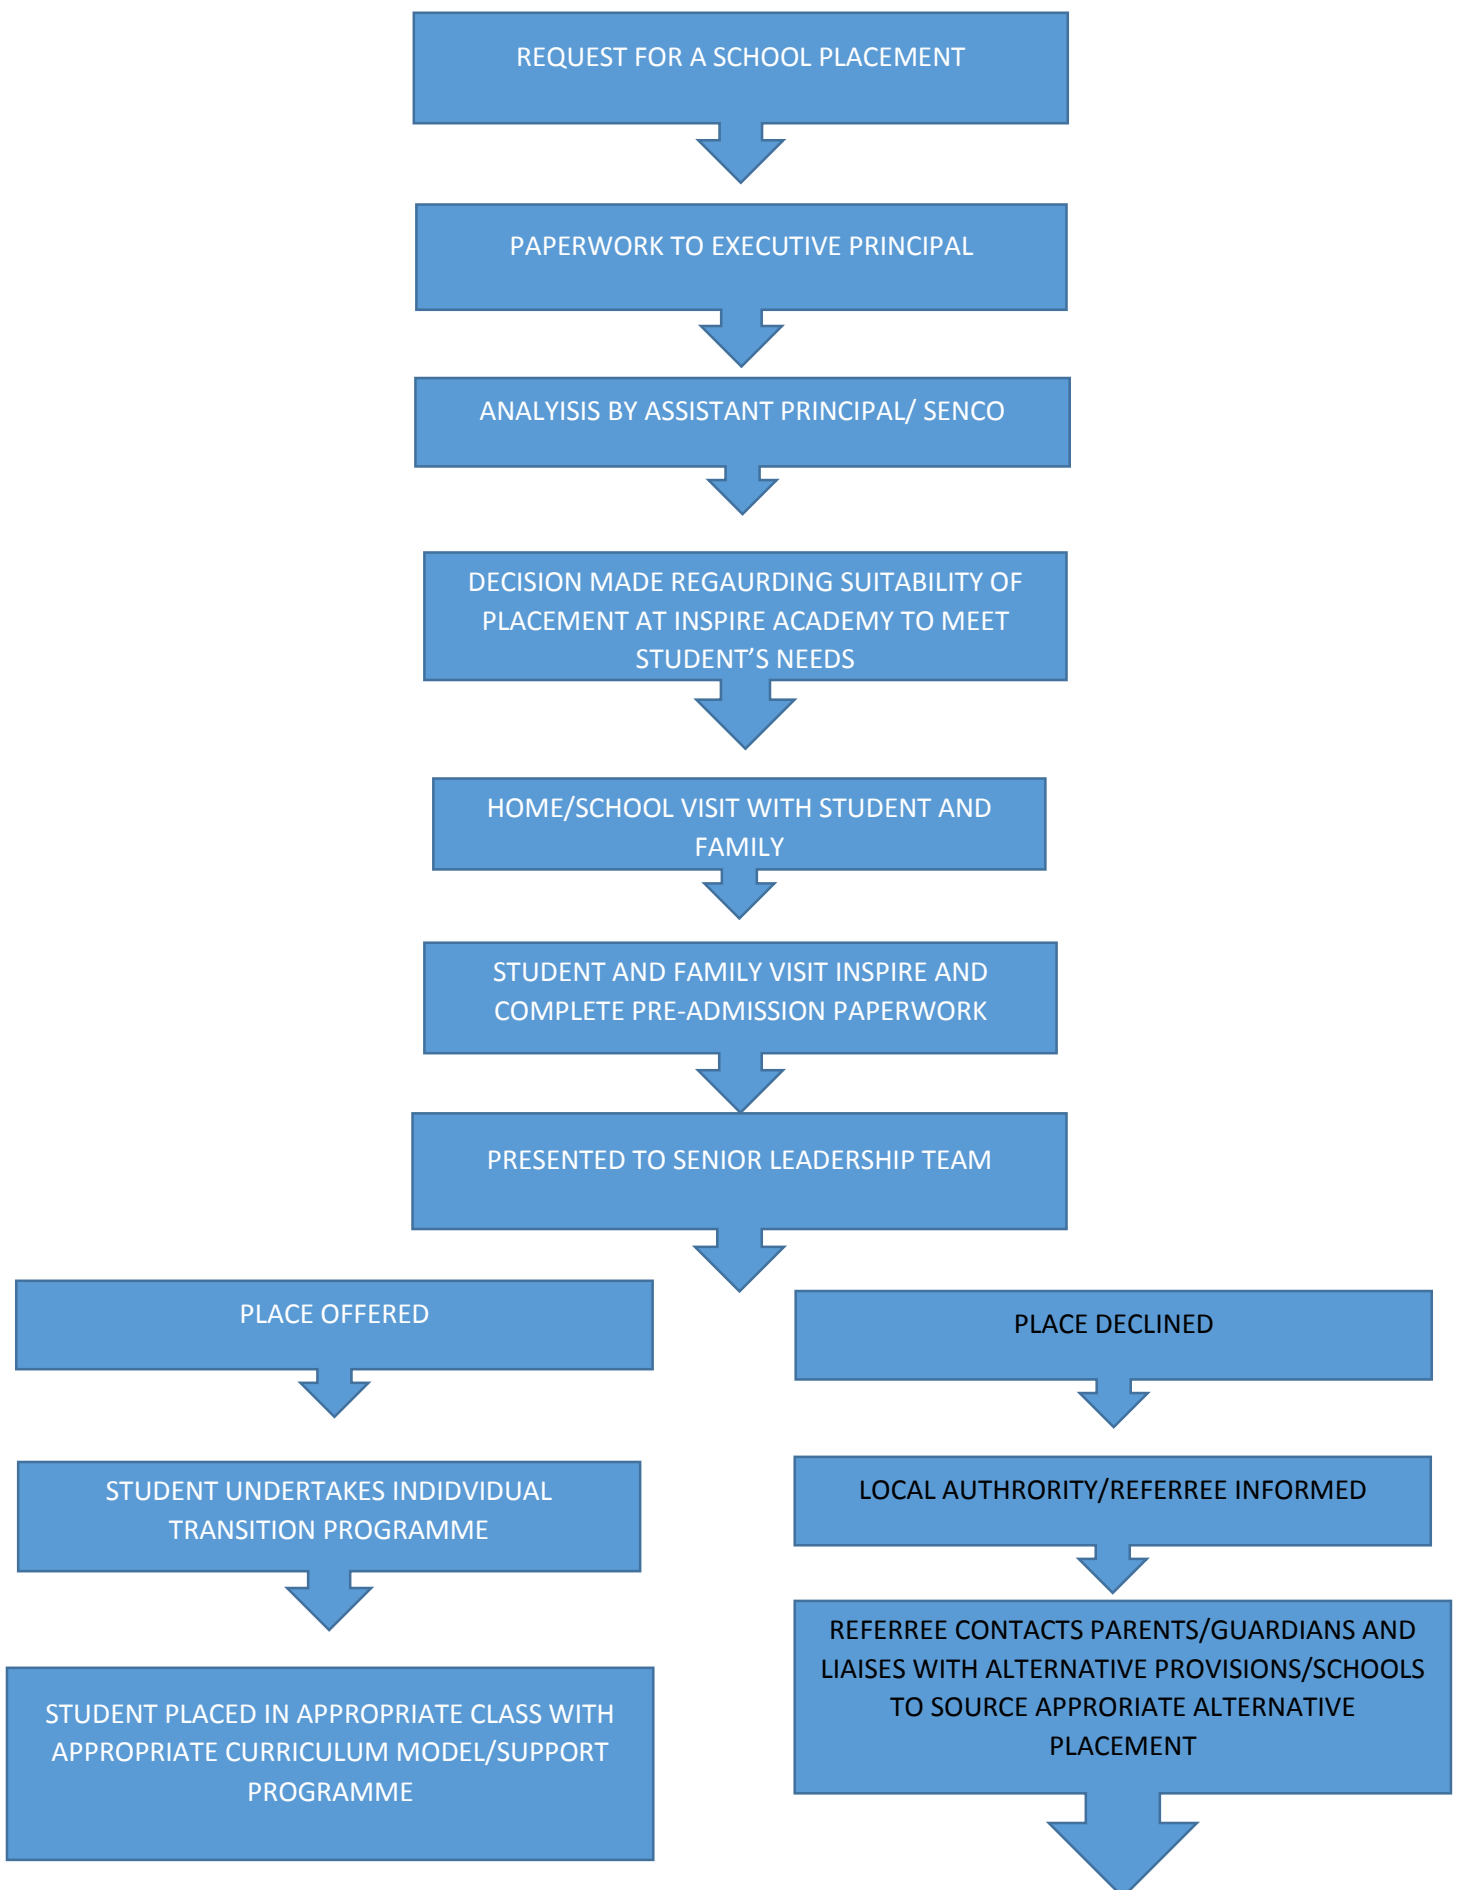 REQUEST FOR A SCHOOL PLACEMENT
PAPERWORK TO EXECUTIVE PRINCIPAL
ANALYISIS BY ASSISTANT PRINCIPAL/ SENCO
DECISION MADE REGAURDING SUITABILITY OF
PLACEMENT AT INSPIRE ACADEMY TO MEET
STUDENT’S NEEDS
HOME/SCHOOL VISIT WITH STUDENT AND
FAMILY
STUDENT AND FAMILY VISIT INSPIRE AND
COMPLETE PRE-ADMISSION PAPERWORK
PRESENTED TO SENIOR LEADERSHIP TEAM
PLACE OFFERED
STUDENT UNDERTAKES INDIDVIDUAL
TRANSITION PROGRAMME
STUDENT PLACED IN APPROPRIATE CLASS WITH
APPROPRIATE CURRICULUM MODEL/SUPPORT
PROGRAMME
PLACE DECLINED
LOCAL AUTHRORITY/REFERREE INFORMED
REFERREE CONTACTS PARENTS/GUARDIANS AND
LIAISES WITH ALTERNATIVE PROVISIONS/SCHOOLS
TO SOURCE APPRORIATE ALTERNATIVE
PLACEMENT